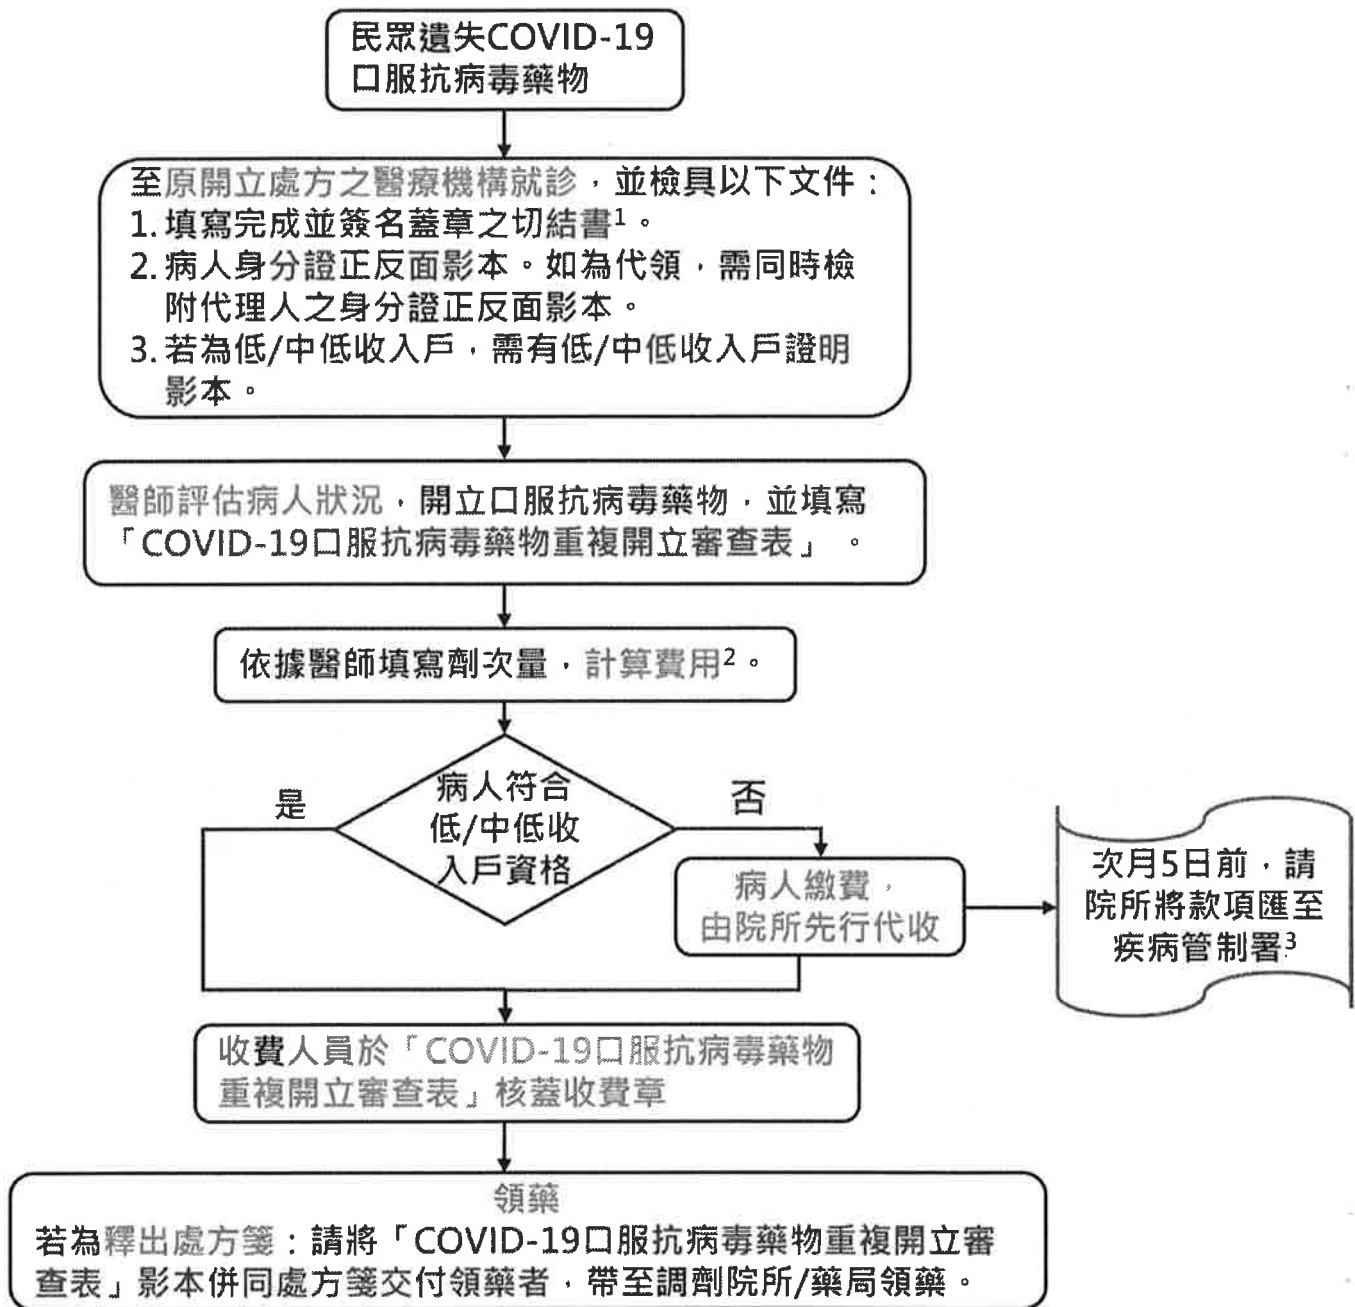 民眾遺失COVID-19
口服抗病毒藥物
至原開立處方之醫療機構就診，並檢具以下文件：
1. 填寫完成並簽名蓋章之切結書¹。
2. 病人身分證正反面影本。如為代領，需同時檢
附代理人之身分證正反面影本。
3. 若為低/中低收入戶，需有低/中低收入戶證明
影本。
醫師評估病人狀況，開立口服抗病毒藥物，並填寫
「COVID-19口服抗病毒藥物重複開立審查表」。
依據醫師填寫劑次量，計算費用²。
病人符合
低/中低收
入戶資格
是
否
病人繳費，
由院所先行代收
次月5日前，請
院所將款項匯至
疾病管制署³
收費人員於「COVID-19口服抗病毒藥物
重複開立審查表」核蓋收費章
領藥
若為釋出處方箋：請將「COVID-19口服抗病毒藥物重複開立審
查表」影本併同處方箋交付領藥者，帶至調劑院所/藥局領藥。